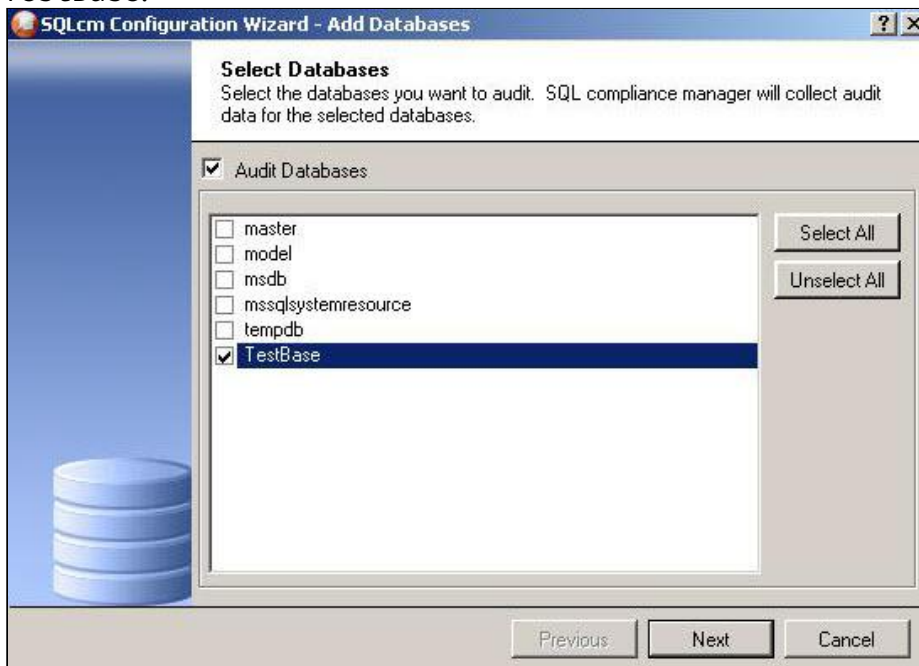 SQLcm Configuration Wizard - Add Databases
Select Databases
Select the databases you want to audit. SQL compliance manager will collect audit
data for the selected databases.
Audit Databases
master
model
msdb
mssqlsystemresource
tempdb
TestBase
Select All
Unselect All
Previous
Next
Cancel